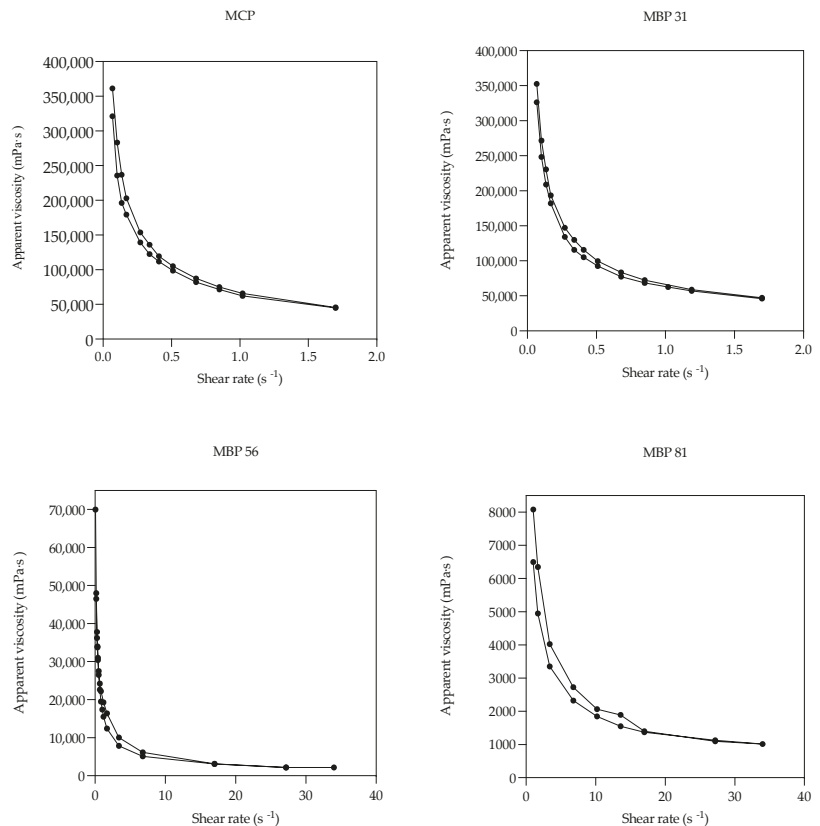 MCP
400,000
350,000
300,000
250,000
200,000
150,000
100,000
50,000
0
0.0 0.5 1.0 1.5 2.0
Apparent viscosity (mPa·s )
Shear rate (s -1)
MBP 31
400,000
350,000
300,000
250,000
200,000
150,000
100,000
50,000
0
0.0 0.5 1.0 1.5 2.0
Apparent viscosity (mPa·s )
Shear rate (s -1)
MBP 56
70,000
60,000
50,000
40,000
30,000
20,000
10,000
0
0 10 20 30 40
Apparent viscosity (mPa·s )
Shear rate (s -1)
MBP 81
8000
7000
6000
5000
4000
3000
2000
1000
0
0 10 20 30 40
Apparent viscosity (mPa·s )
Shear rate (s -1)